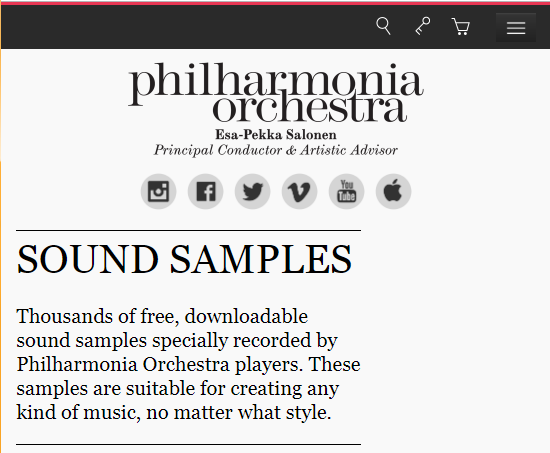 philharmonia
orchestra
Esa-Pekka Salonen
Principal Conductor & Artistic Advisor
You
Tube
SOUND SAMPLES
Thousands of free, downloadable
sound samples specially recorded by
Philharmonia Orchestra players. These
samples are suitable for creating any
kind of music, no matter what style.